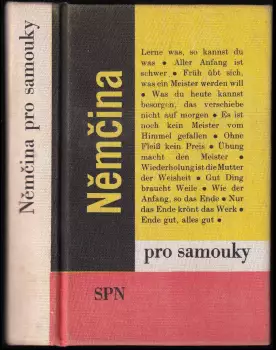 Němčina pro samouky
Němčina
Lerne was, so kannst du
was • Aller Anfang ist
schwer • Früh übt sich,
was ein Meister werden will
• Was du heute kannst
besorgen, das verschiebe
nicht auf morgen • Es ist
noch kein Meister vom
Himmel gefallen • Ohne
Fleiß kein Preis • Übung
macht den Meister •
Wiederholung ist die Mutter
der Weisheit • Gut Ding
braucht Weile • Wie der
Anfang, so das Ende • Nur
das Ende krönt das Werk •
Ende gut, alles gut •
pro samouky
SPN